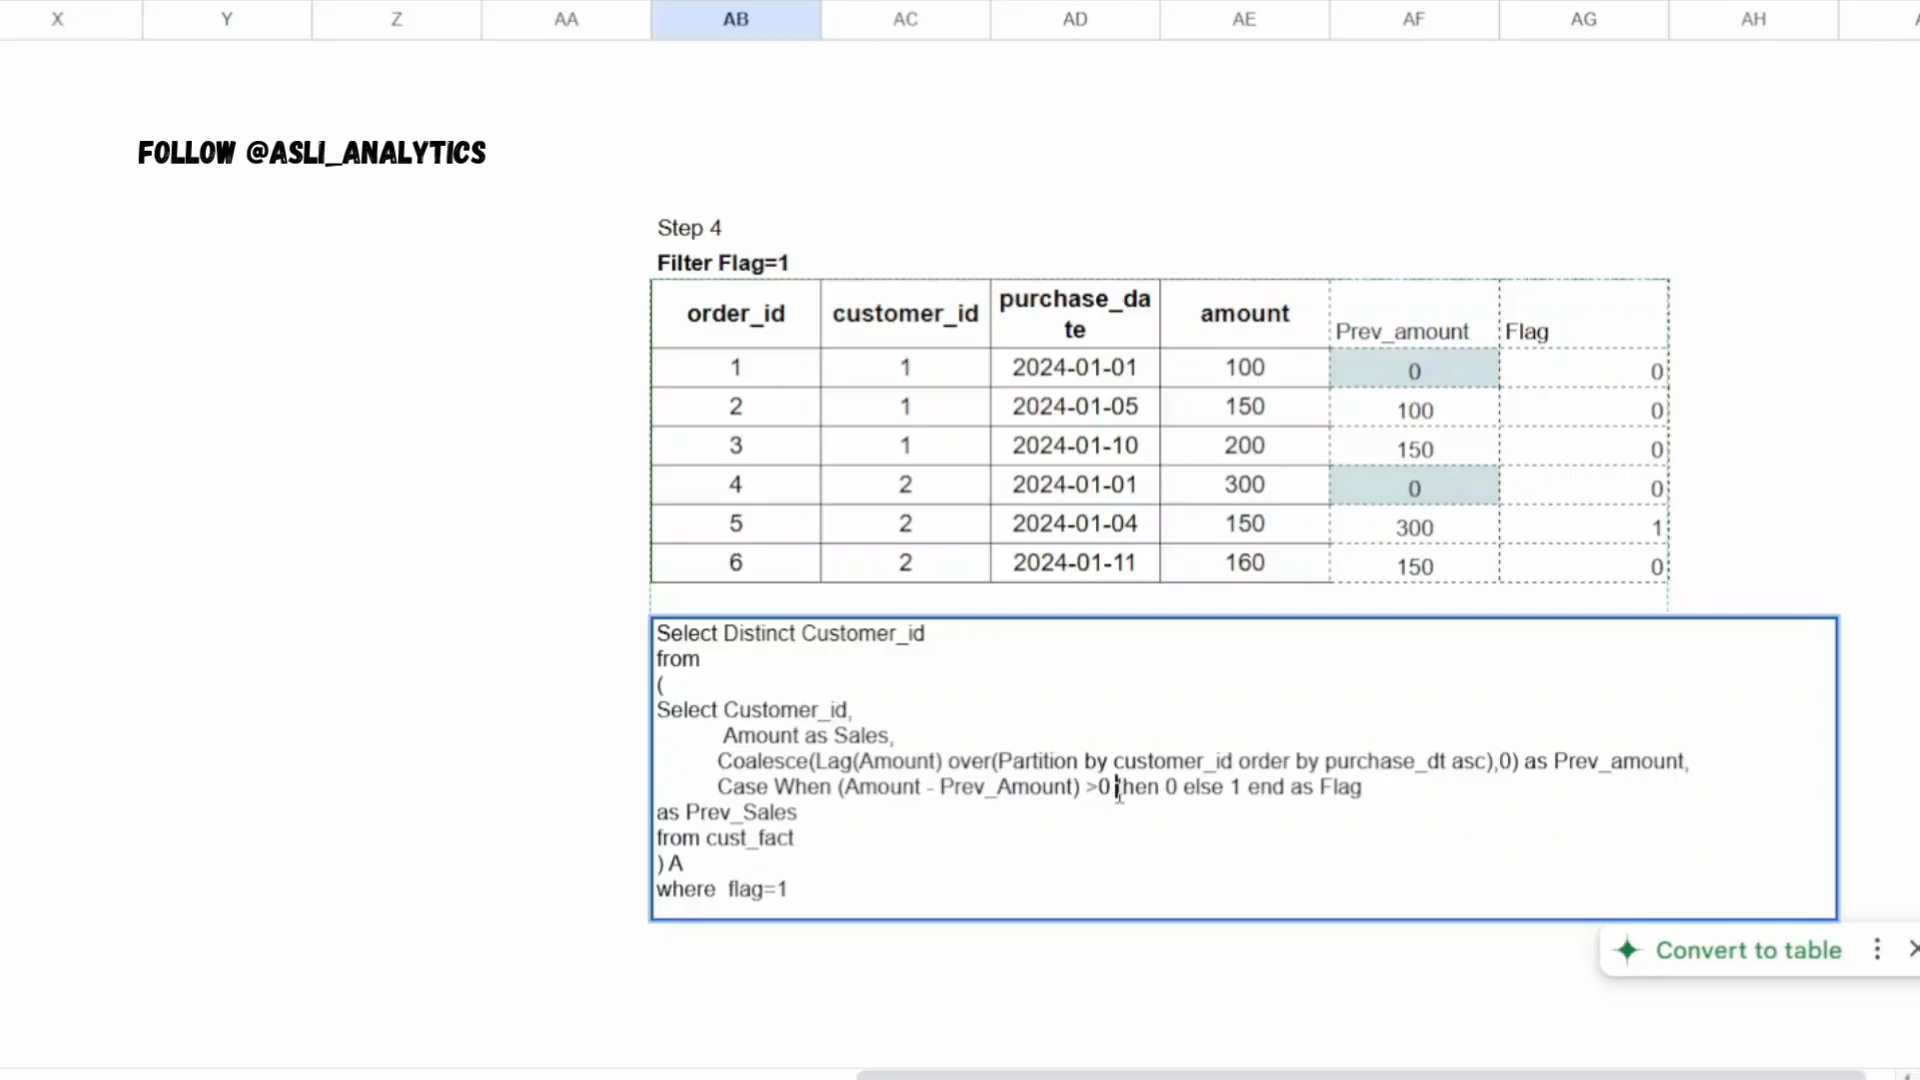 X Y Z AA AB AC AD AE AF AG AH
FOLLOW @ASLI_ANALYTICS
Step 4
Filter Flag=1
order_id customer_id purchase_da te amount Prev_amount Flag
1 1 2024-01-01 100 0 0
2 1 2024-01-05 150 100 0
3 1 2024-01-10 200 150 0
4 2 2024-01-01 300 0 0
5 2 2024-01-04 150 300 1
6 2 2024-01-11 160 150 0
Select Distinct Customer_id
from
(
Select Customer_id,
Amount as Sales,
Coalesce(Lag(Amount) over(Partition by customer_id order by purchase_dt asc),0) as Prev_amount,
Case When (Amount - Prev_Amount) >0 then 0 else 1 end as Flag
as Prev_Sales
from cust_fact
) A
where flag=1
Convert to table